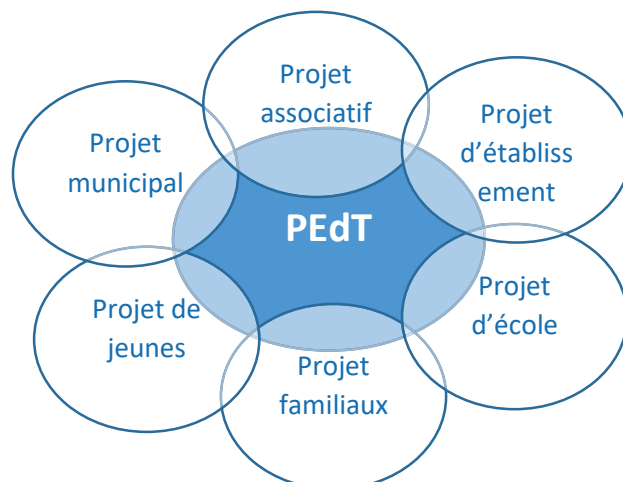 Projet
associatif
Projet
d'établiss
ement
Projet
municipal
PEdT
Projet de
jeunes
Projet
d'école
Projet
familiaux